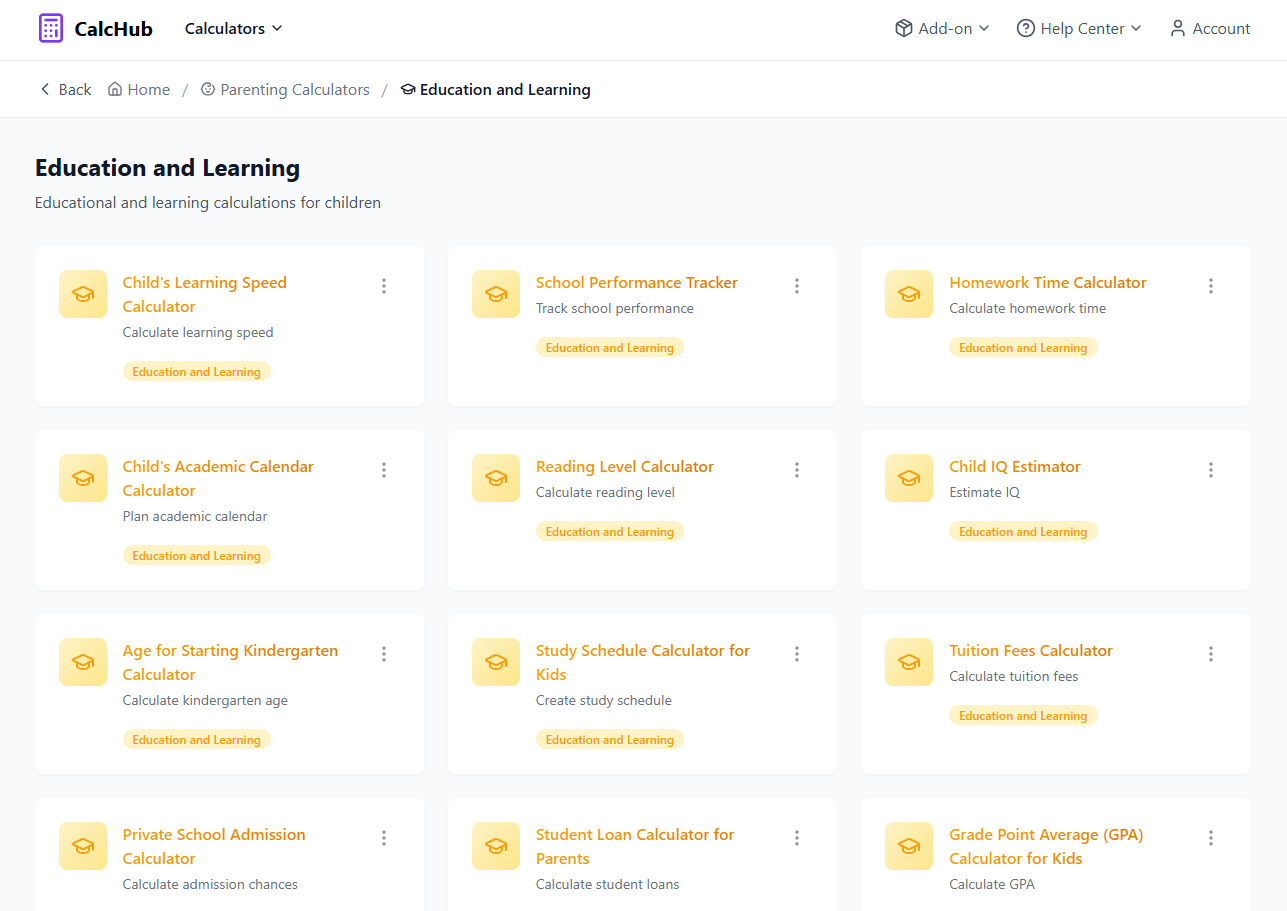 CalcHub
Calculators
Add-on
Help Center
Account
Back
Home / Parenting Calculators / Education and Learning
Education and Learning
Educational and learning calculations for children
Child's Learning Speed
Calculator
Calculate learning speed
Education and Learning
School Performance Tracker
Track school performance
Education and Learning
Homework Time Calculator
Calculate homework time
Education and Learning
Child's Academic Calendar
Calculator
Plan academic calendar
Education and Learning
Reading Level Calculator
Calculate reading level
Education and Learning
Child IQ Estimator
Estimate IQ
Education and Learning
Age for Starting Kindergarten
Calculator
Calculate kindergarten age
Education and Learning
Study Schedule Calculator for
Kids
Create study schedule
Education and Learning
Tuition Fees Calculator
Calculate tuition fees
Education and Learning
Private School Admission
Calculator
Calculate admission chances
Student Loan Calculator for
Parents
Calculate student loans
Grade Point Average (GPA)
Calculator for Kids
Calculate GPA